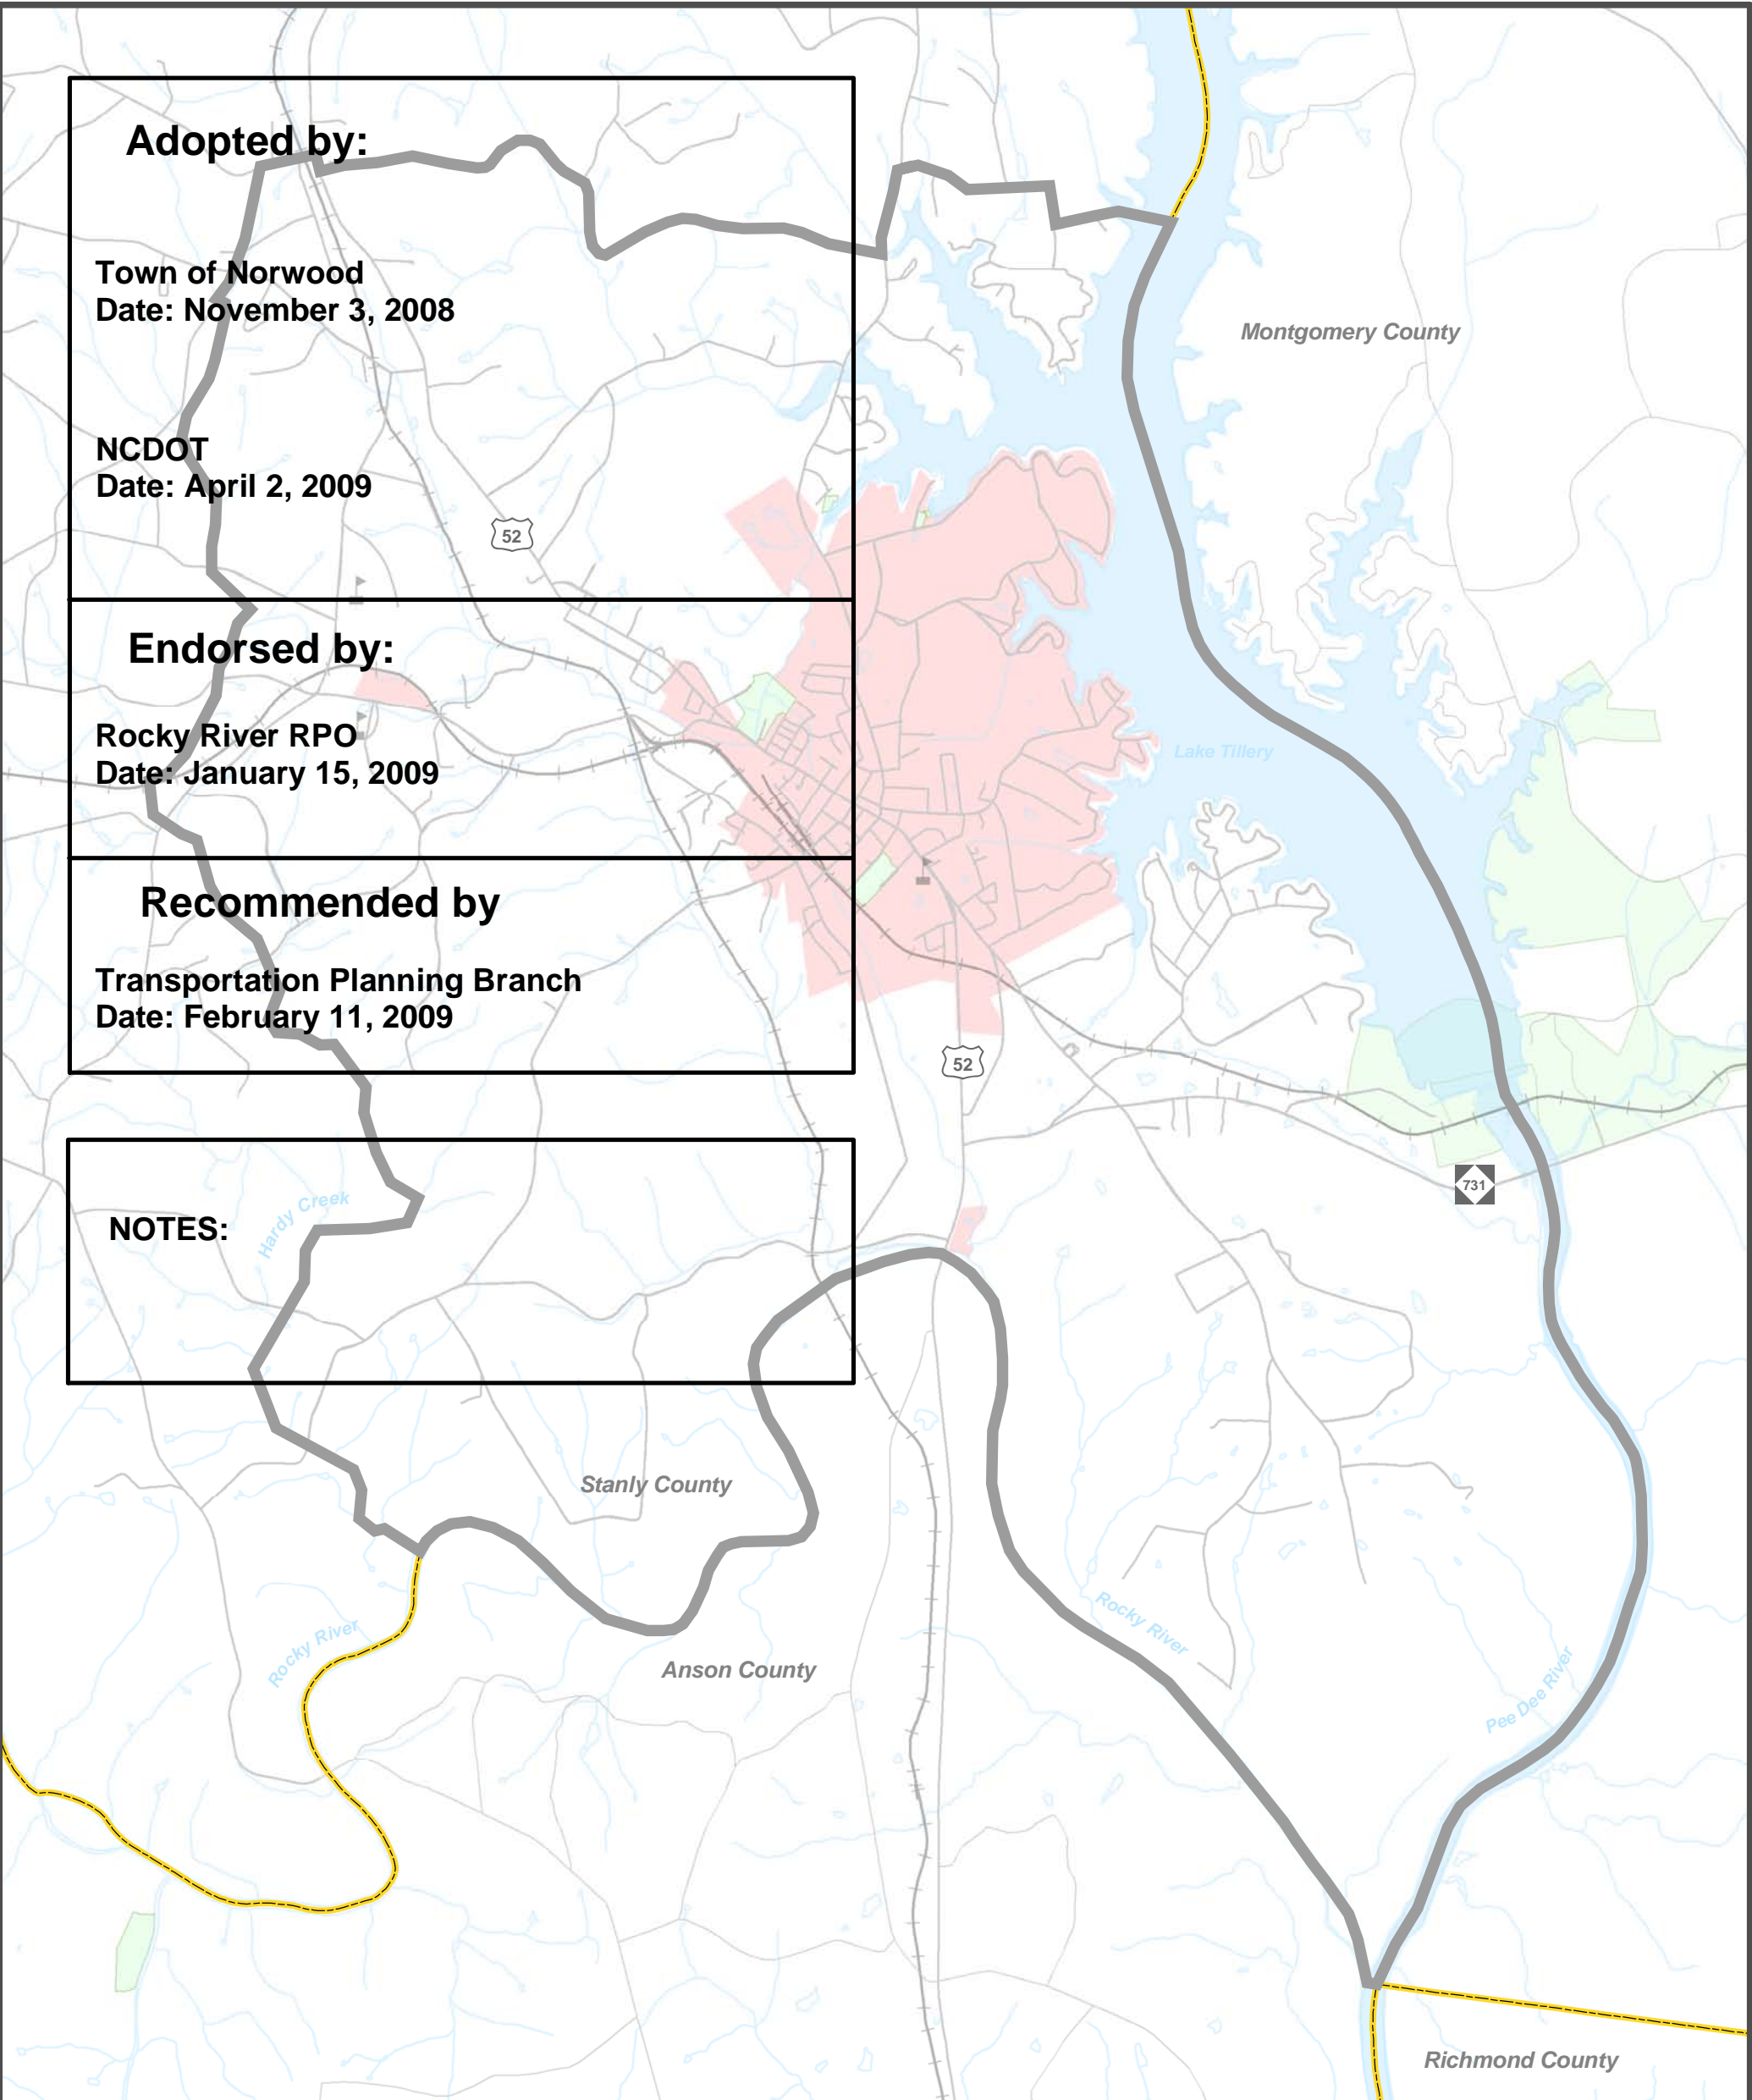 Adopted by:
Town of Norwood
Date: November 3, 2008
NCDOT
Date: April 2, 2009
52
Endorsed by:
Rocky River RPO
Date: January 15, 2009
Recommended by
Transportation Planning Branch
Date: February 11, 2009
NOTES:
Hardy Creek
Montgomery County
Lake Tillery
52
731
Stanly County
Anson County
Rocky River
Rocky River
Pee Dee River
Richmond County